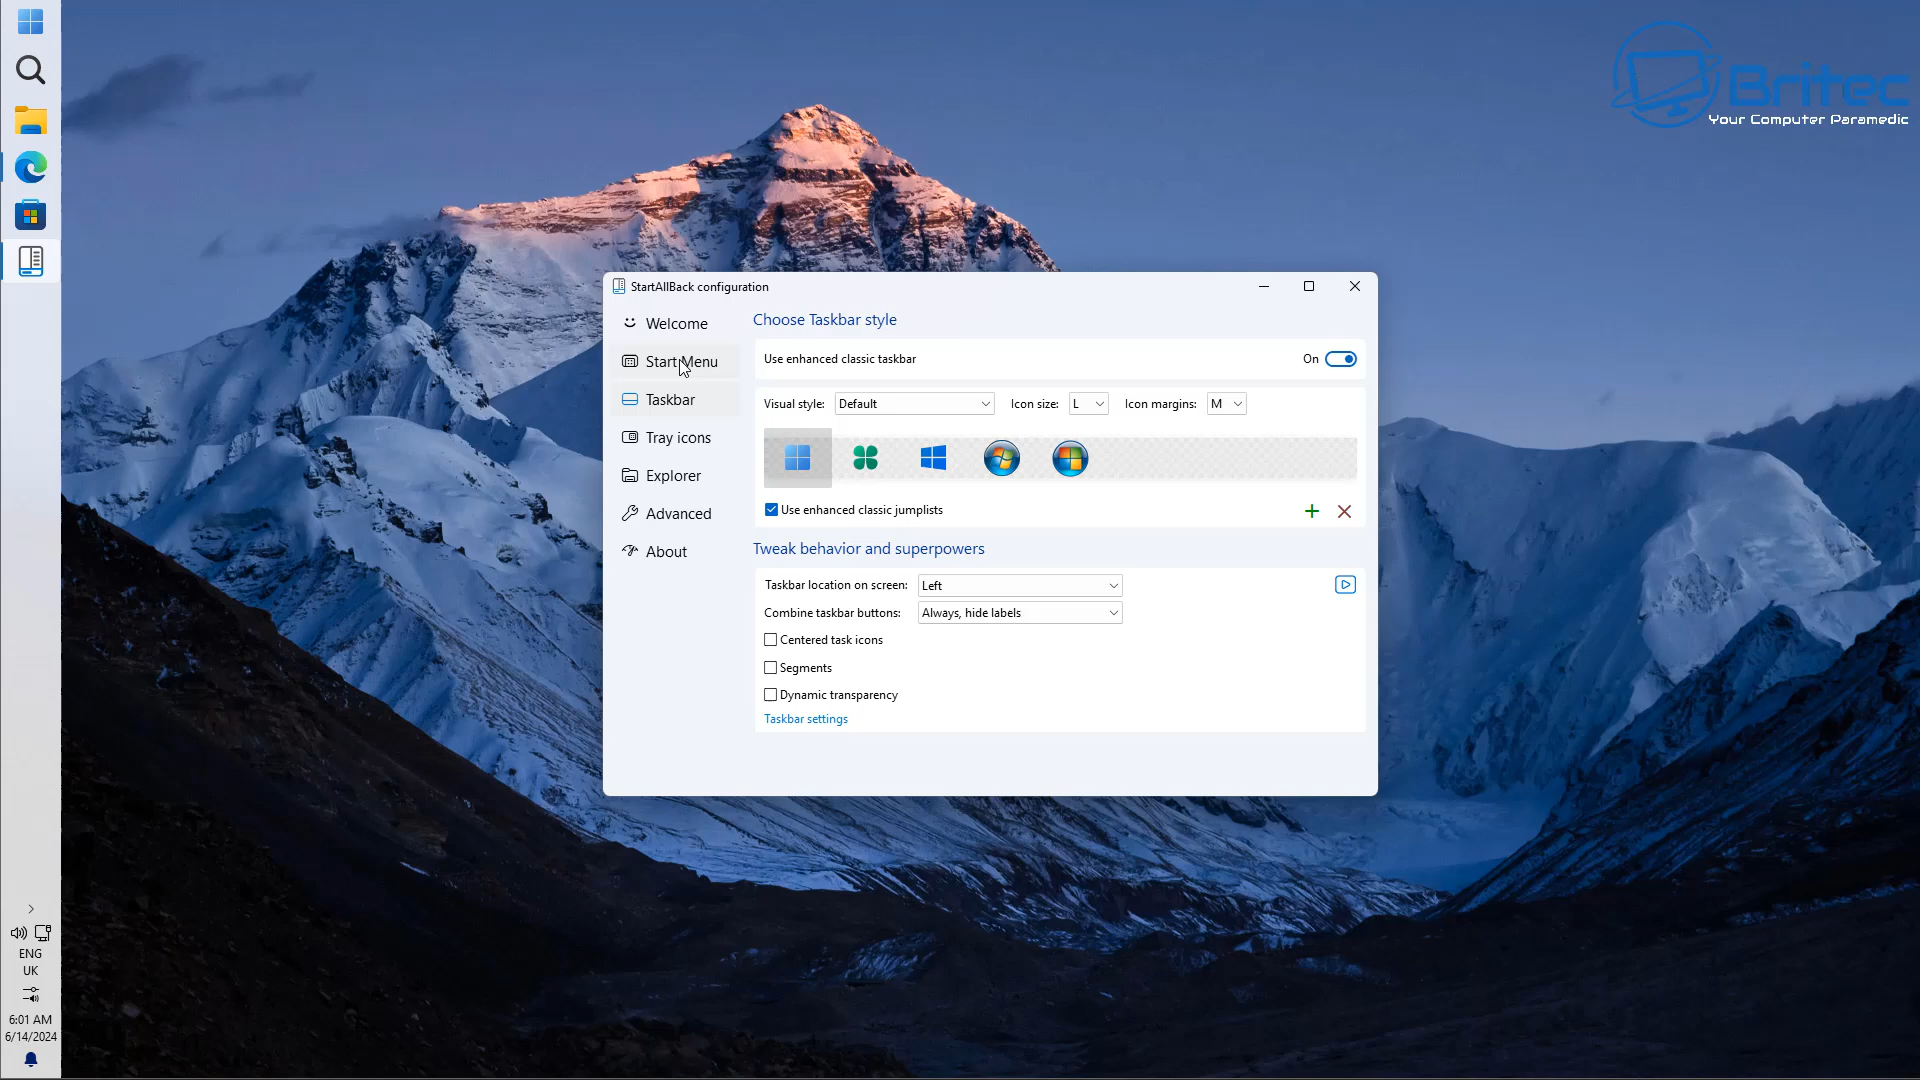 Britec
Your Computer Paramedic
StartAllBack configuration
Welcome
Start Menu
Taskbar
Tray icons
Explorer
Advanced
About
Choose Taskbar style
Use enhanced classic taskbar
On
Visual style:
Default
Icon size:
L
Icon margins:
M
Use enhanced classic jumplists
Tweak behavior and superpowers
Taskbar location on screen:
Left
Combine taskbar buttons:
Always, hide labels
Centered task icons
Segments
Dynamic transparency
Taskbar settings
ENG
UK
6:01 AM
6/14/2024